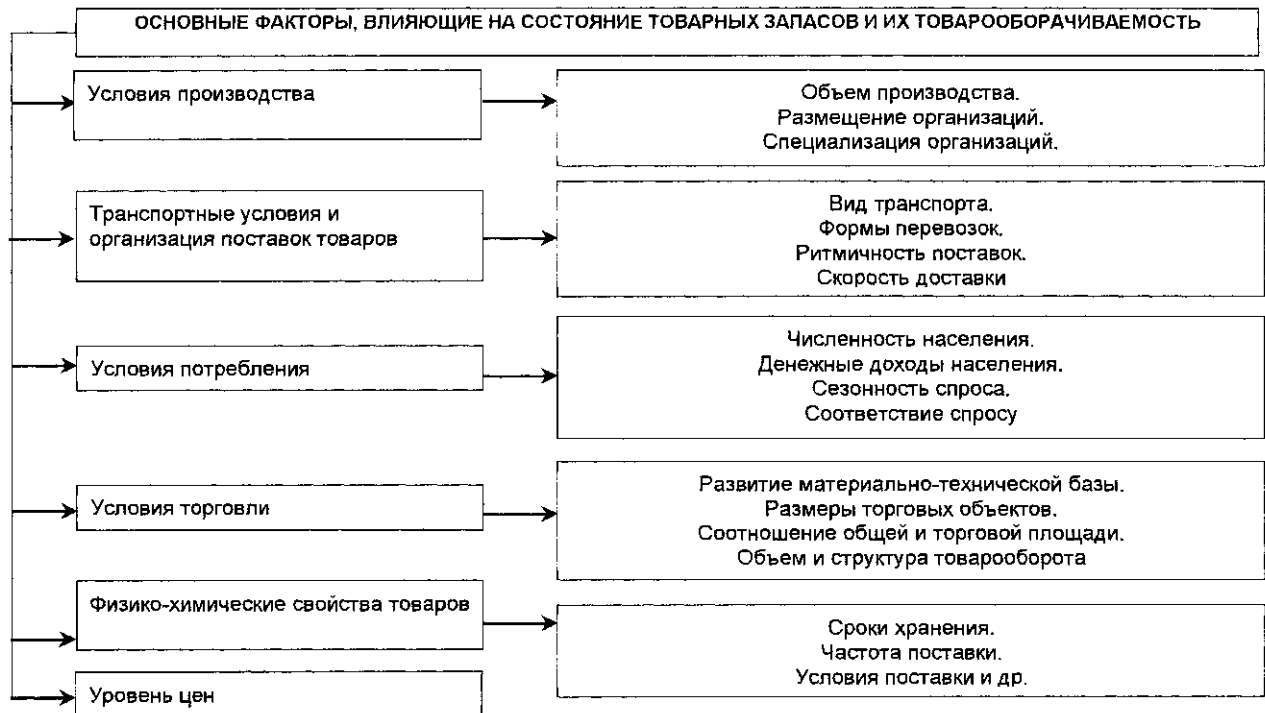 ОСНОВНЫЕ ФАКТОРЫ, ВЛИЯЮЩИЕ НА СОСТОЯНИЕ ТОВАРНЫХ ЗАПАСОВ И ИХ ТОВАРООБОРАЧИВАЕМОСТЬ
Условия производства
Объем производства.
Размещение организаций.
Специализация организаций.
Транспортные условия и
организация поставок товаров
Вид транспорта.
Формы перевозок.
Ритмичность поставок.
Скорость доставки
Условия потребления
Численность населения.
Денежные доходы населения.
Сезонность спроса.
Соответствие спросу
Условия торговли
Развитие материально-технической базы.
Размеры торговых объектов.
Соотношение общей и торговой площади.
Объем и структура товарооборота
Физико-химические свойства товаров
Сроки хранения.
Частота поставки.
Условия поставки и др.
Уровень цен